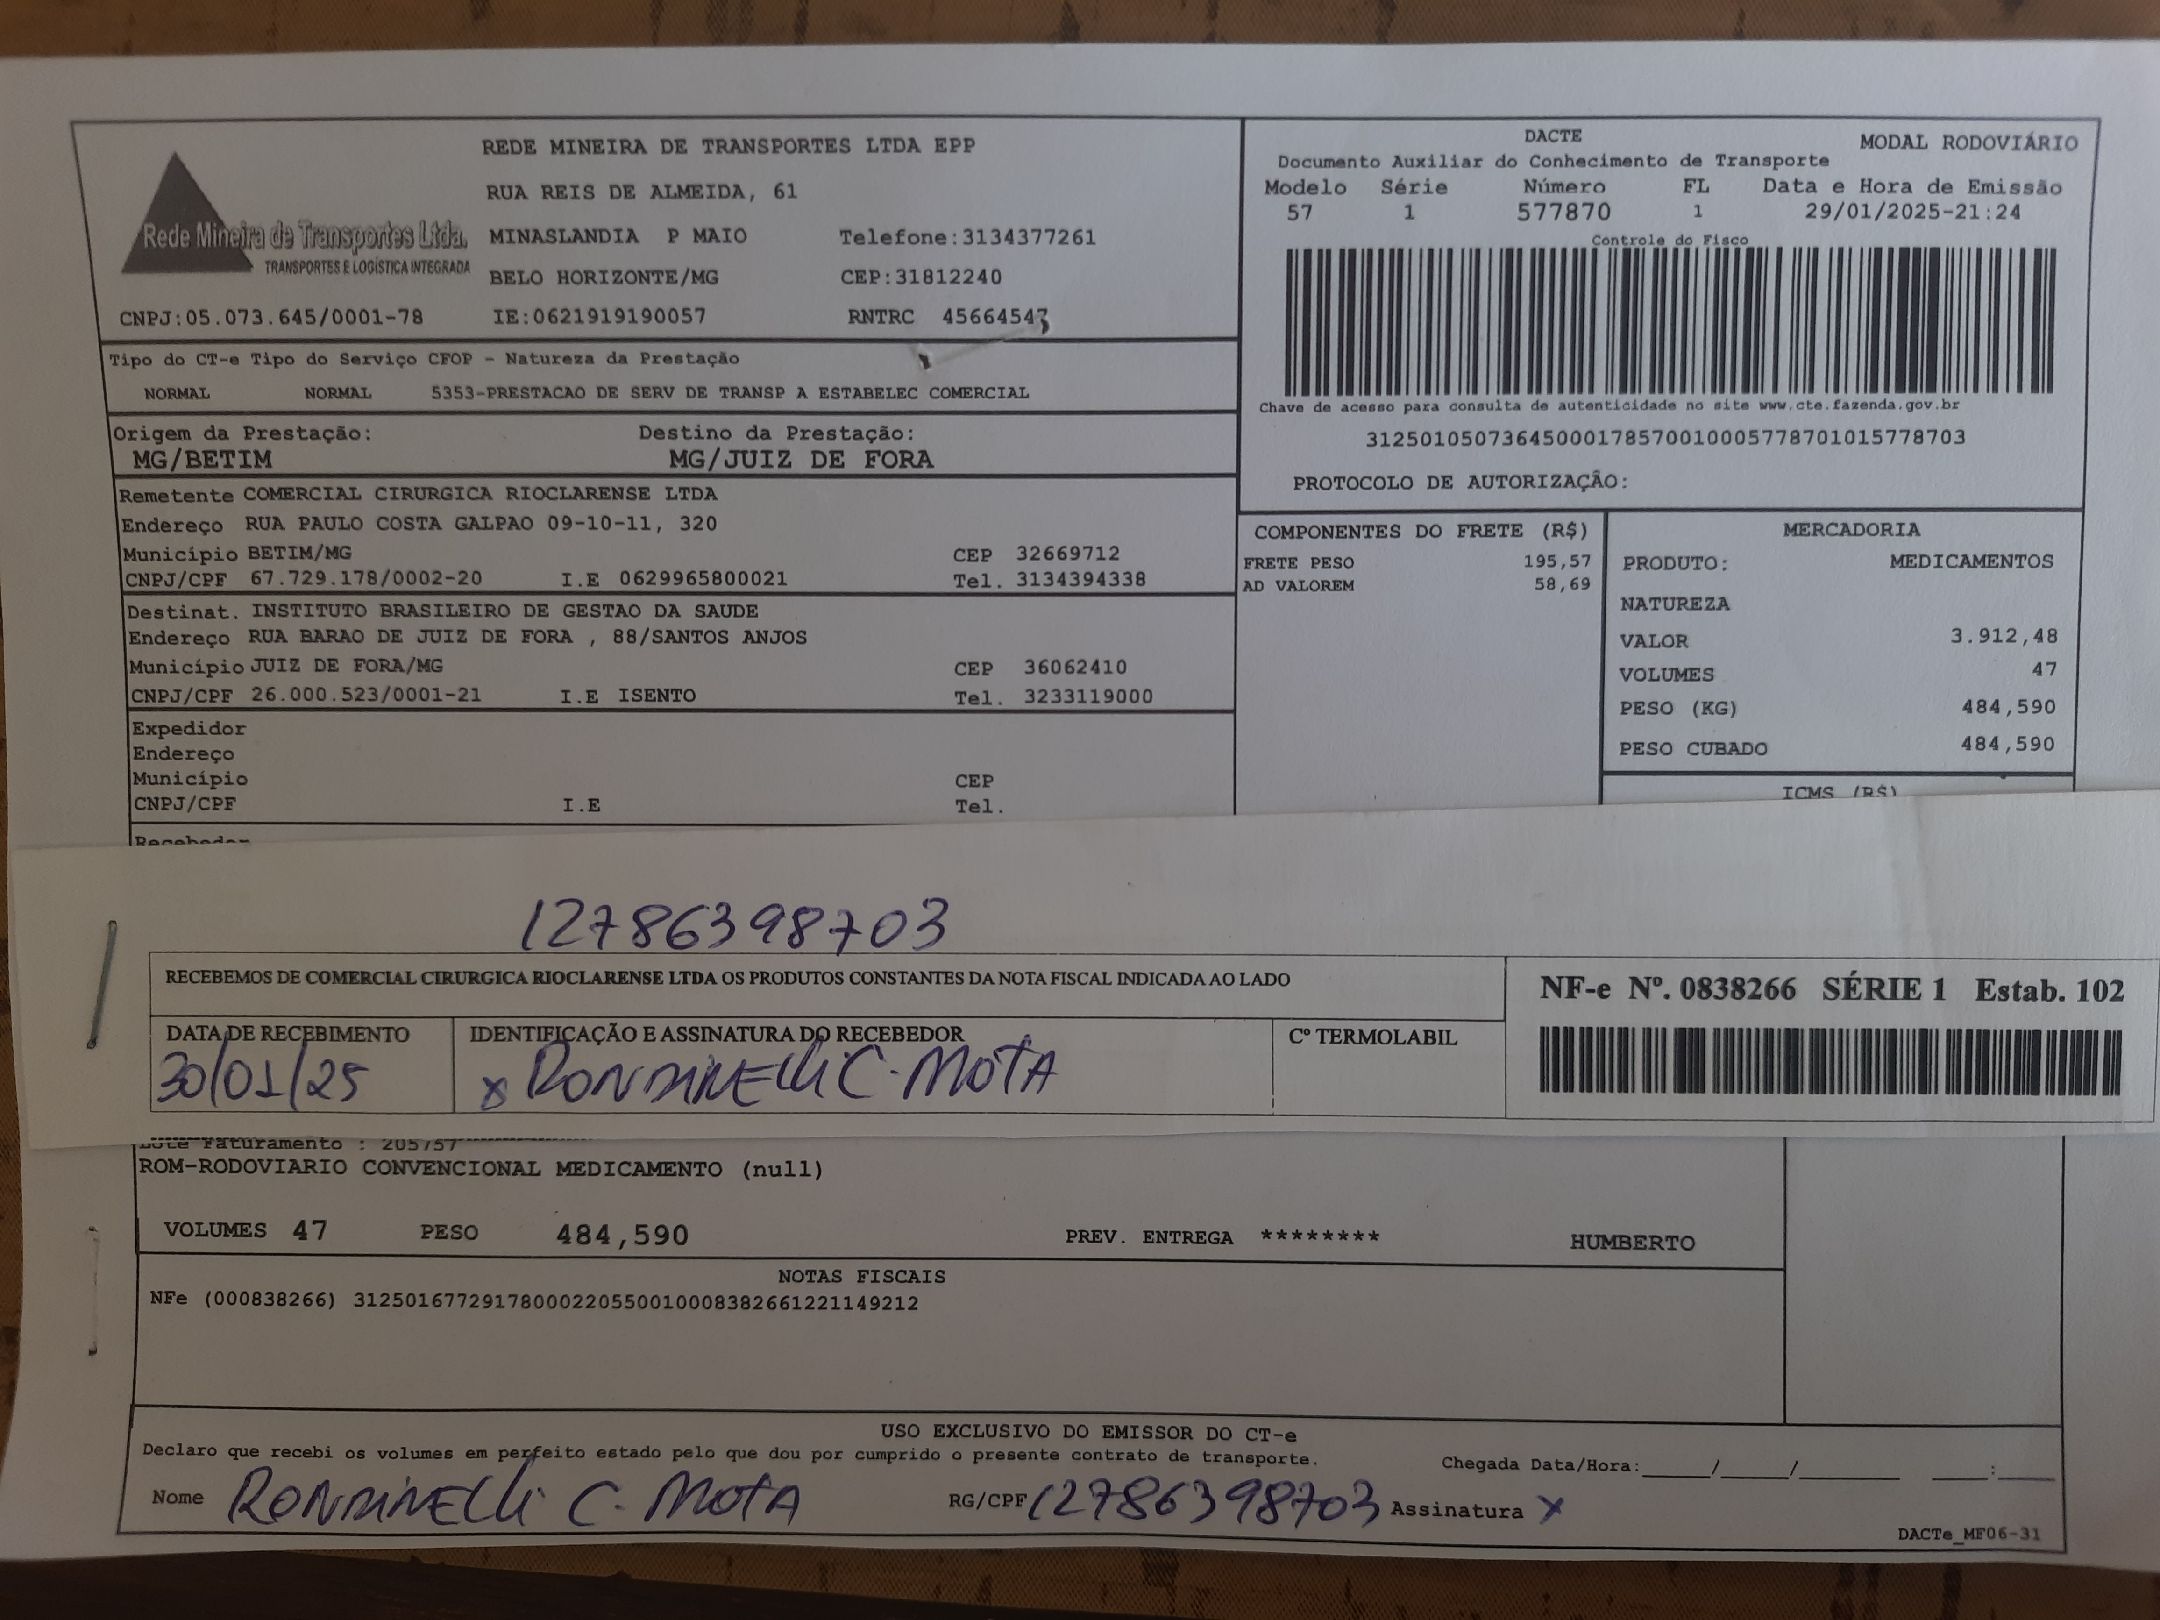 REDE MINEIRA DE TRANSPORTES LTDA EPP
RUA REIS DE ALMEIDA, 61
Rede Mineira de Transportes Ltda.
TRANSPORTES E LOGÍSTICA INTEGRADA
MINASLANDIA P MAIO Telefone:3134377261
BELO HORIZONTE/MG CEP:31812240
CNPJ:05.073.645/0001-78 IE:0621919190057 RNTRC 45664543
Tipo do CT-e Tipo do Serviço CFOP - Natureza da Prestação
NORMAL NORMAL 5353-PRESTACAO DE SERV DE TRANSP A ESTABELEC COMERCIAL
Origem da Prestação: Destino da Prestação:
MG/BETIM MG/JUIZ DE FORA
Remetente COMERCIAL CIRURGICA RIOCLARENSE LTDA
Endereço RUA PAULO COSTA GALPAO 09-10-11, 320
Município BETIM/MG CEP 32669712
CNPJ/CPF 67.729.178/0002-20 I.E 0629965800021 Tel. 3134394338
Destinat. INSTITUTO BRASILEIRO DE GESTAO DA SAUDE
Endereço RUA BARAO DE JUIZ DE FORA , 88/SANTOS ANJOS
Município JUIZ DE FORA/MG CEP 36062410
CNPJ/CPF 26.000.523/0001-21 I.E ISENTO Tel. 3233119000
Expedidor
Endereço
Município CEP
CNPJ/CPF I.E Tel.
Recebedor
DACTE MODAL RODOVIÁRIO
Documento Auxiliar do Conhecimento de Transporte
Modelo Série Número FL Data e Hora de Emissão
57 1 577870 1 29/01/2025-21:24
Controle do Fisco
Chave de acesso para consulta de autenticidade no site www.cte.fazenda.gov.br
31250105073645000178570010005778701015778703
PROTOCOLO DE AUTORIZAÇÃO:
COMPONENTES DO FRETE (R$)
FRETE PESO 195,57
AD VALOREM 58,69
MERCADORIA
PRODUTO: MEDICAMENTOS
NATUREZA
VALOR 3.912,48
VOLUMES 47
PESO (KG) 484,590
PESO CUBADO 484,590
ICMS (R$)
12786398703
RECEBEMOS DE COMERCIAL CIRURGICA RIOCLARENSE LTDA OS PRODUTOS CONSTANTES DA NOTA FISCAL INDICADA AO LADO
NF-e Nº. 0838266 SÉRIE 1 Estab. 102
DATA DE RECEBIMENTO IDENTIFICAÇÃO E ASSINATURA DO RECEBEDOR Cº TERMOLABIL
30/01/25 x RONDINELLI C. MOTA
Lote Faturamento : 205757
ROM-RODOVIARIO CONVENCIONAL MEDICAMENTO (null)
VOLUMES 47 PESO 484,590 PREV. ENTREGA ******** HUMBERTO
NOTAS FISCAIS
NFe (000838266) 31250167729178000220550010008382661221149212
USO EXCLUSIVO DO EMISSOR DO CT-e
Declaro que recebi os volumes em perfeito estado pelo que dou por cumprido o presente contrato de transporte.
Chegada Data/Hora:_____/_____/________ _____:_____
Nome RONDINELLI C. MOTA RG/CPF 12786398703 Assinatura x
DACTe_MF06-31